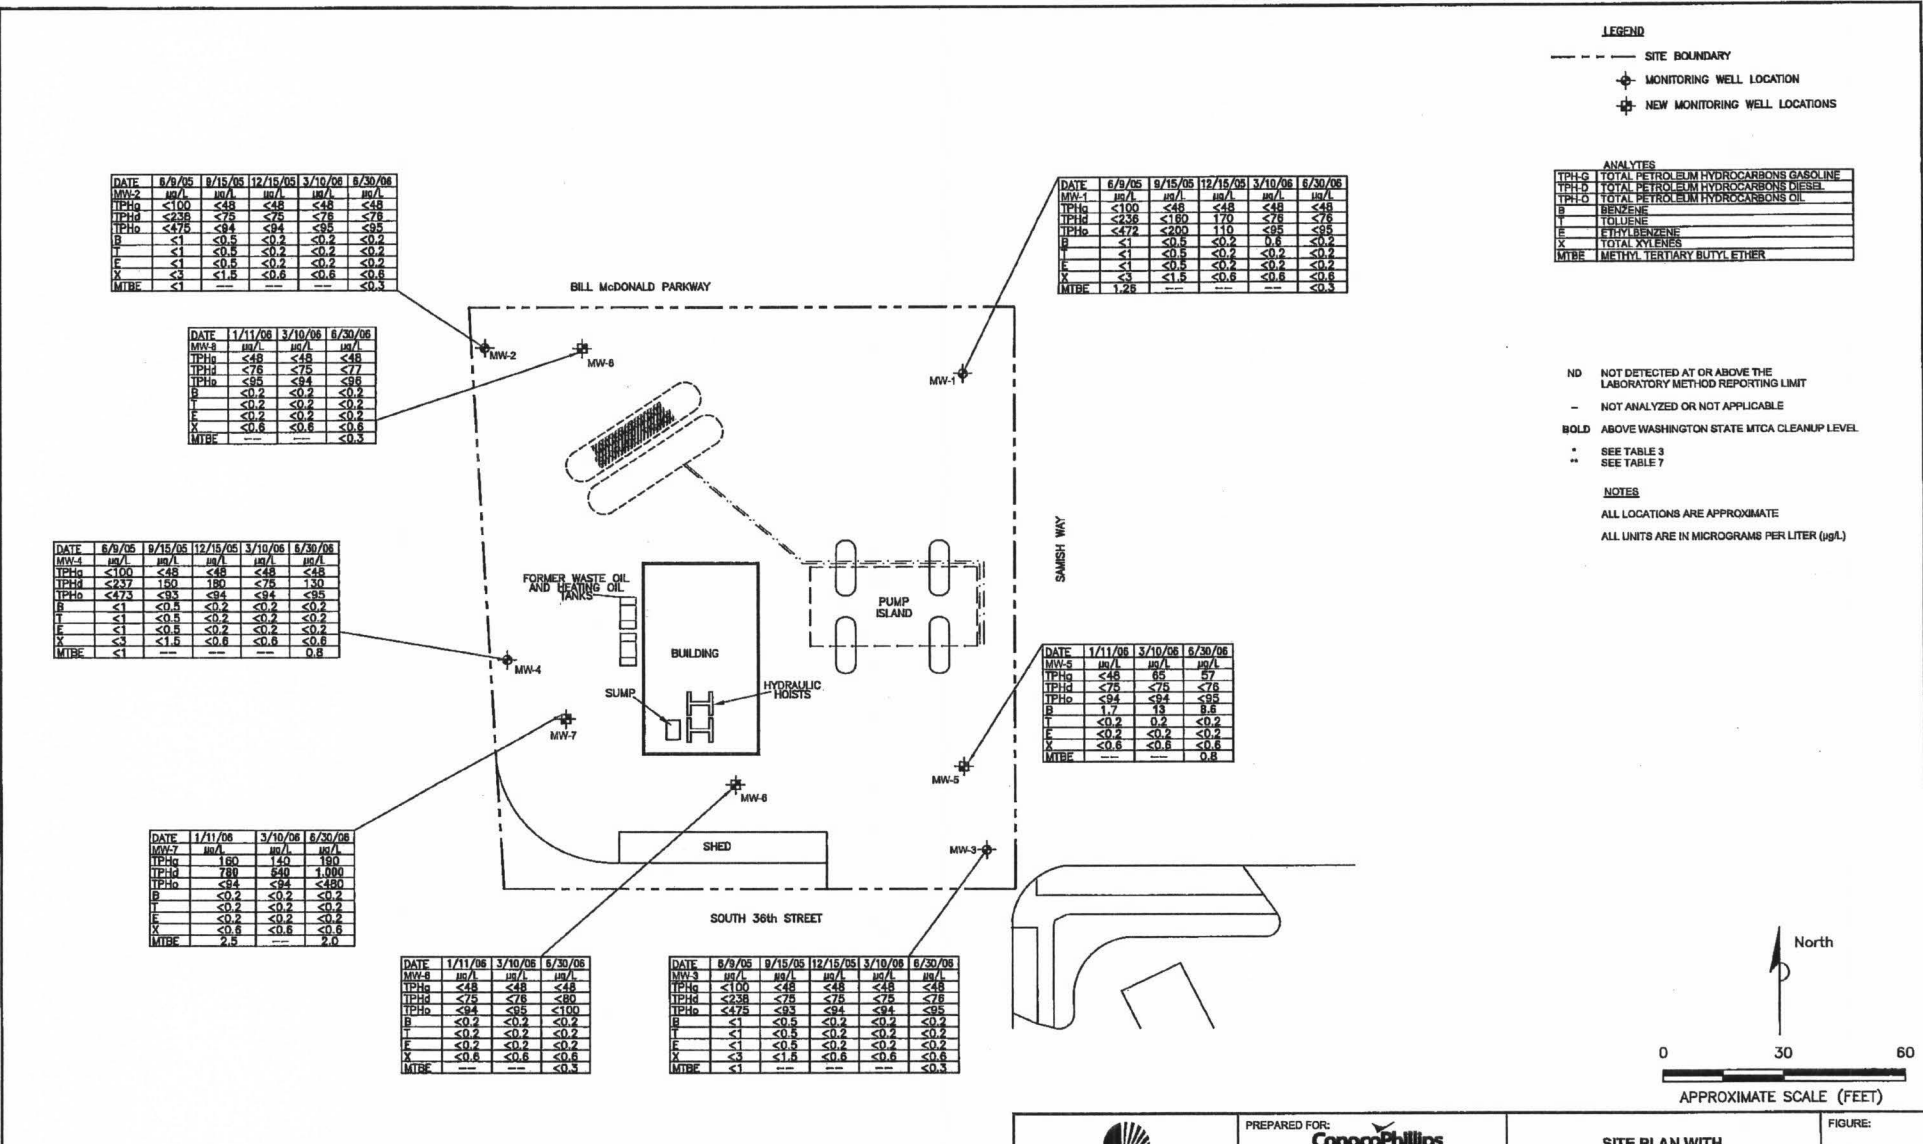 LEGEND
SITE BOUNDARY
MONITORING WELL LOCATION
NEW MONITORING WELL LOCATIONS
ANALYTES
TPH-G TOTAL PETROLEUM HYDROCARBONS GASOLINE
TPH-D TOTAL PETROLEUM HYDROCARBONS DIESEL
TPH-O TOTAL PETROLEUM HYDROCARBONS OIL
B BENZENE
T TOLUENE
E ETHYLBENZENE
X TOTAL XYLENES
MTBE METHYL TERTIARY BUTYL ETHER
ND NOT DETECTED AT OR ABOVE THE
LABORATORY METHOD REPORTING LIMIT
– NOT ANALYZED OR NOT APPLICABLE
BOLD ABOVE WASHINGTON STATE MTCA CLEANUP LEVEL
* SEE TABLE 3
** SEE TABLE 7
NOTES
ALL LOCATIONS ARE APPROXIMATE
ALL UNITS ARE IN MICROGRAMS PER LITER (µg/L)
DATE 6/9/05 9/15/05 12/15/05 3/10/06 6/30/06
MW-2 µg/L µg/L µg/L µg/L µg/L
TPHg <100 <48 <48 <48 <48
TPHd <238 <75 <75 <76 <76
TPHo <475 <94 <94 <95 <95
B <1 <0.5 <0.2 <0.2 <0.2
T <1 <0.5 <0.2 <0.2 <0.2
E <1 <0.5 <0.2 <0.2 <0.2
X <3 <1.5 <0.6 <0.6 <0.6
MTBE <1 -- -- -- <0.3
DATE 6/9/05 9/15/05 12/15/05 3/10/06 6/30/06
MW-1 µg/L µg/L µg/L µg/L µg/L
TPHg <100 <48 <48 <48 <48
TPHd <236 <160 170 <76 <76
TPHo <472 <200 110 <95 <95
B <1 <0.5 <0.2 0.6 <0.2
T <1 <0.5 <0.2 <0.2 <0.2
E <1 <0.5 <0.2 <0.2 <0.2
X <3 <1.5 <0.6 <0.6 <0.6
MTBE 1.26 -- -- -- <0.3
BILL McDONALD PARKWAY
DATE 1/11/06 3/10/06 6/30/06
MW-8 µg/L µg/L µg/L
TPHg <48 <48 <48
TPHd <76 <75 <77
TPHo <95 <94 <96
B <0.2 <0.2 <0.2
T <0.2 <0.2 <0.2
E <0.2 <0.2 <0.2
X <0.6 <0.6 <0.6
MTBE -- -- <0.3
MW-2
MW-8
MW-1
DATE 6/9/05 9/15/05 12/15/05 3/10/06 6/30/06
MW-4 µg/L µg/L µg/L µg/L µg/L
TPHg <100 <48 <48 <48 <48
TPHd <237 150 180 <75 130
TPHo <473 <93 <94 <94 <95
B <1 <0.5 <0.2 <0.2 <0.2
T <1 <0.5 <0.2 <0.2 <0.2
E <1 <0.5 <0.2 <0.2 <0.2
X <3 <1.5 <0.6 <0.6 <0.6
MTBE <1 -- -- -- 0.8
SAMISH WAY
FORMER WASTE OIL
AND HEATING OIL
TANKS
PUMP
ISLAND
BUILDING
SUMP
HYDRAULIC
HOISTS
MW-4
MW-7
DATE 1/11/06 3/10/06 6/30/06
MW-5 µg/L µg/L µg/L
TPHg <48 65 57
TPHd <75 <75 <76
TPHo <94 <94 <95
B 1.7 13 8.6
T <0.2 0.2 <0.2
E <0.2 <0.2 <0.2
X <0.6 <0.6 <0.6
MTBE -- -- 0.8
MW-5
MW-6
MW-3
SHED
DATE 1/11/06 3/10/06 6/30/06
MW-7 µg/L µg/L µg/L
TPHg 160 140 190
TPHd 780 540 1,000
TPHo <94 <94 <480
B <0.2 <0.2 <0.2
T <0.2 <0.2 <0.2
E <0.2 <0.2 <0.2
X <0.6 <0.6 <0.6
MTBE 2.5 -- 2.0
SOUTH 36th STREET
DATE 1/11/06 3/10/06 6/30/06
MW-6 µg/L µg/L µg/L
TPHg <48 <48 <48
TPHd <75 <76 <80
TPHo <94 <95 <100
B <0.2 <0.2 <0.2
T <0.2 <0.2 <0.2
E <0.2 <0.2 <0.2
X <0.6 <0.6 <0.6
MTBE -- -- <0.3
DATE 6/9/05 9/15/05 12/15/05 3/10/06 6/30/06
MW-3 µg/L µg/L µg/L µg/L µg/L
TPHg <100 <48 <48 <48 <48
TPHd <238 <75 <75 <75 <76
TPHo <475 <93 <94 <94 <95
B <1 <0.5 <0.2 <0.2 <0.2
T <1 <0.5 <0.2 <0.2 <0.2
E <1 <0.5 <0.2 <0.2 <0.2
X <3 <1.5 <0.6 <0.6 <0.6
MTBE <1 -- -- -- <0.3
North
0 30 60
APPROXIMATE SCALE (FEET)
PREPARED FOR:
ConocoPhillips
SITE PLAN WITH
FIGURE: